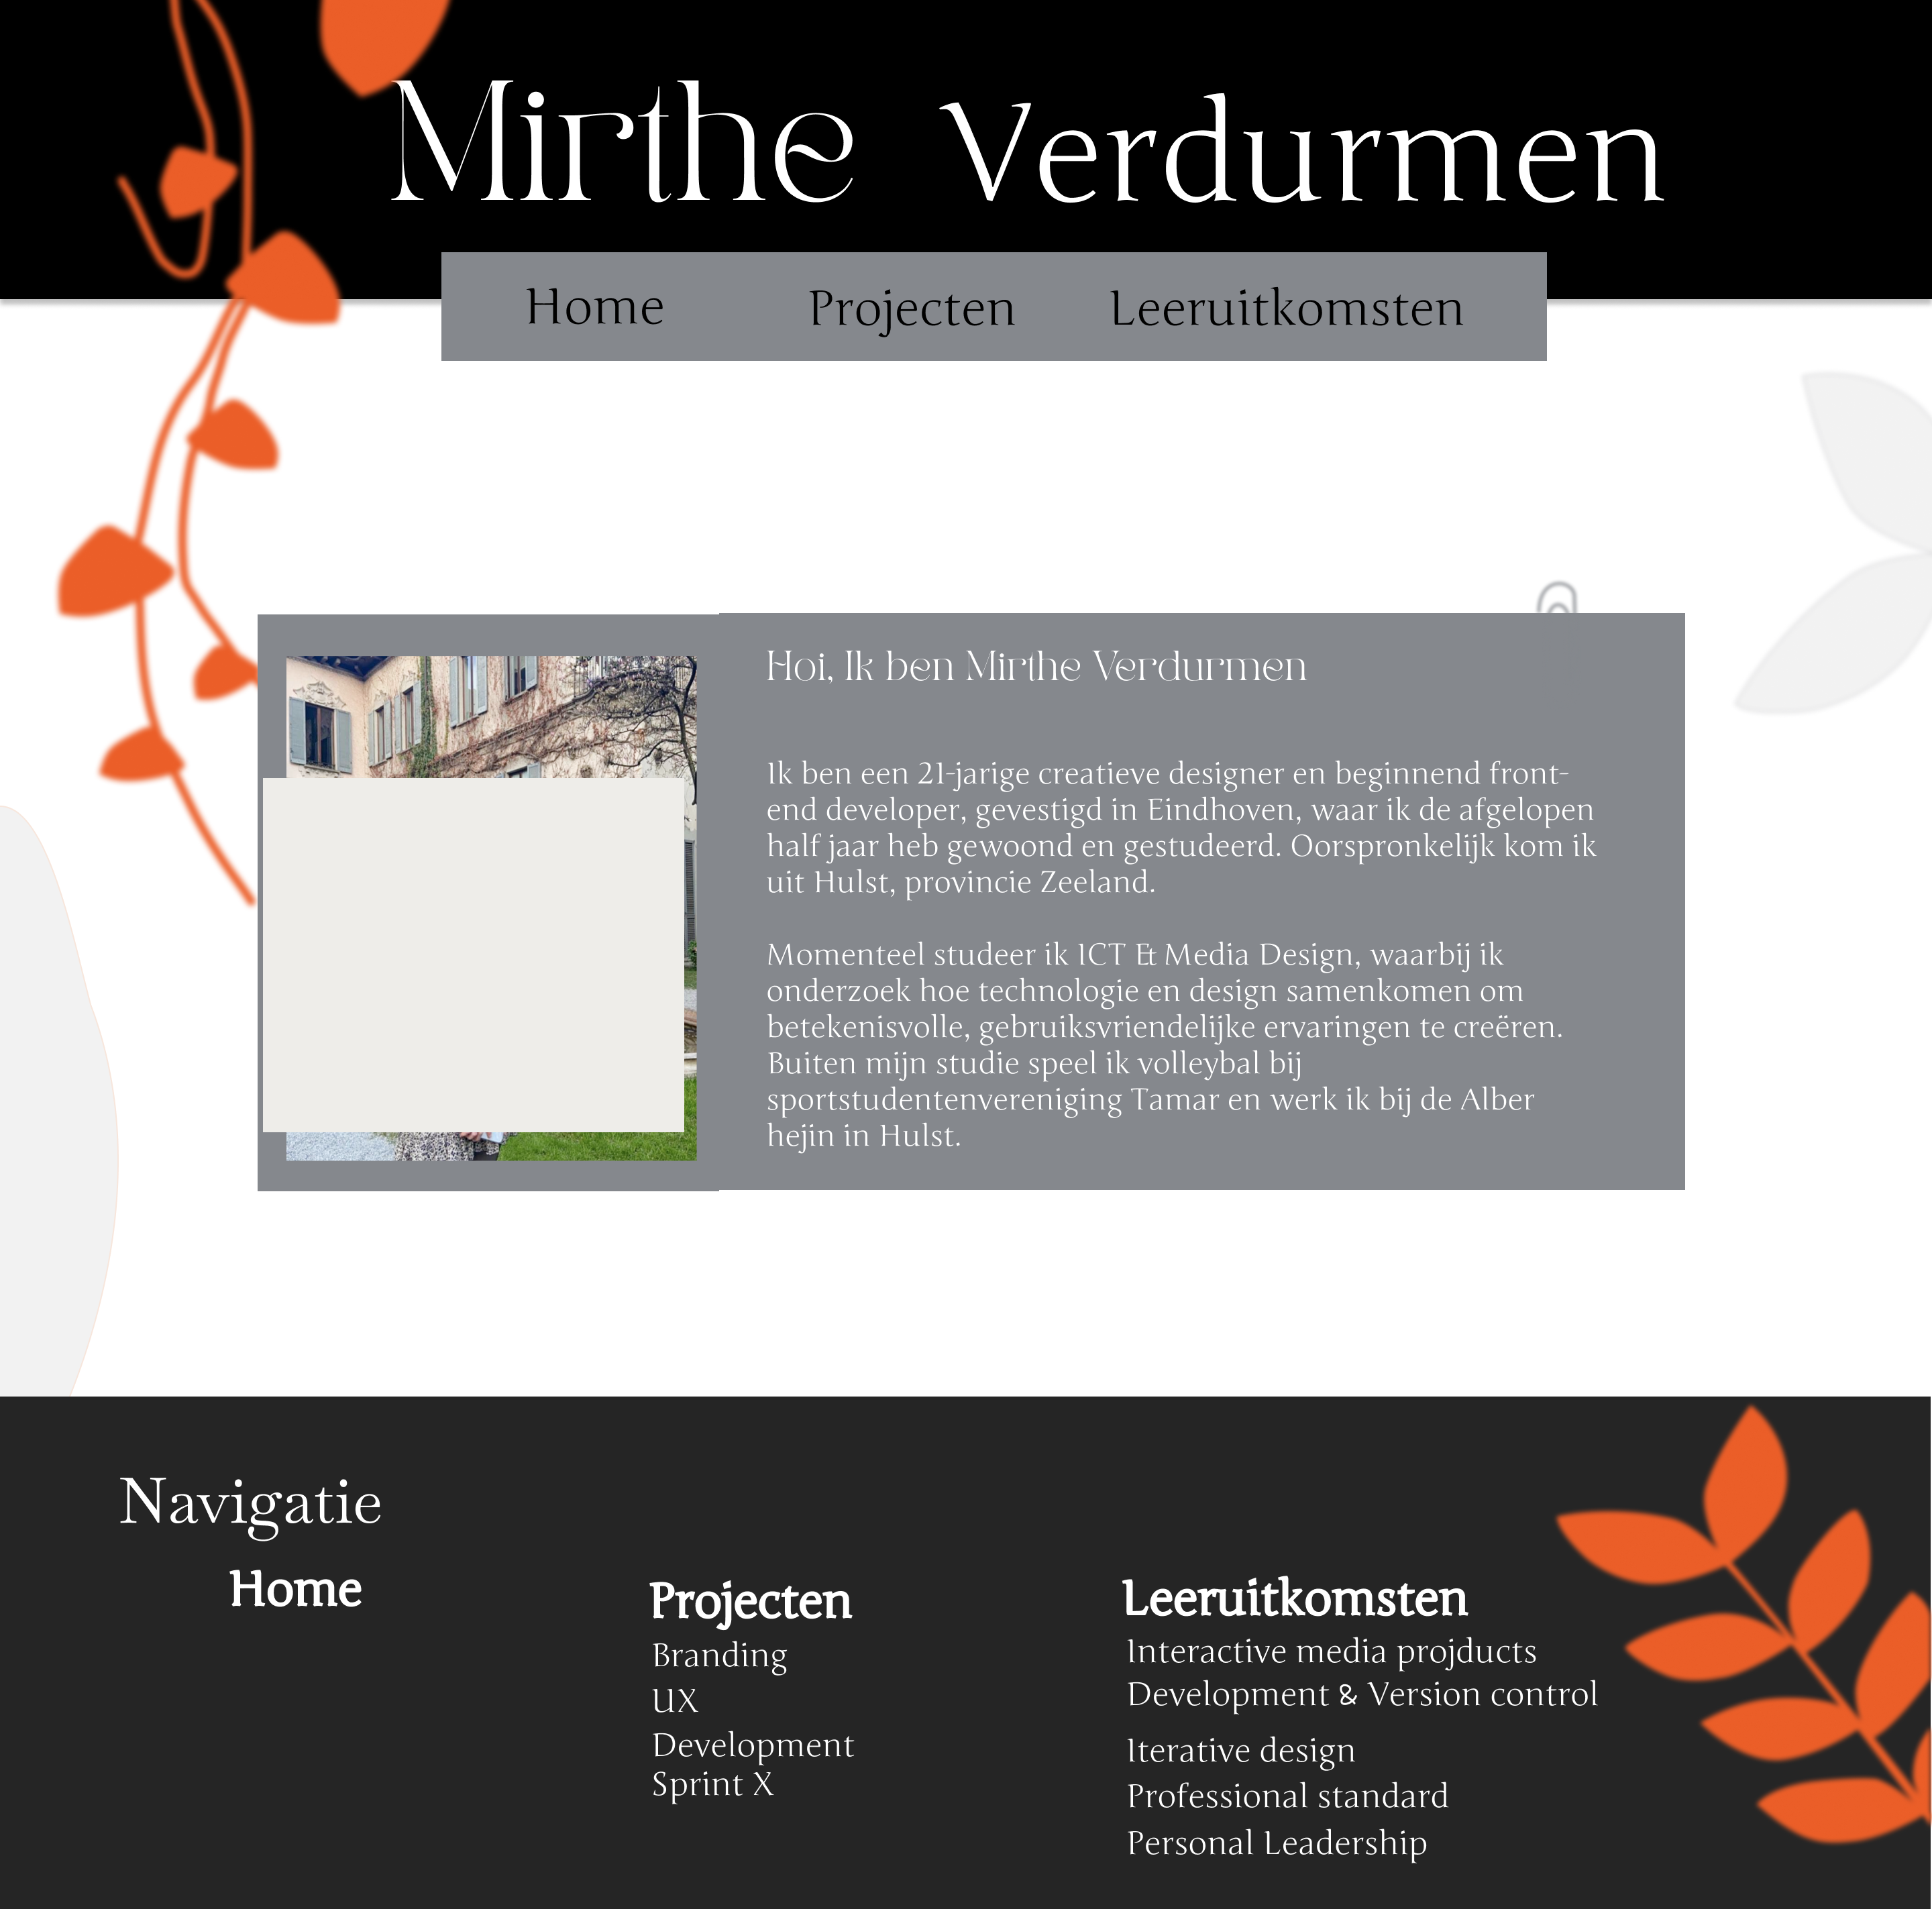 Mirthe Verdurmen
Home Projecten Leeruitkomsten
Hoi, Ik ben Mirthe Verdurmen
Ik ben een 21-jarige creatieve designer en beginnend front-
end developer, gevestigd in Eindhoven, waar ik de afgelopen
half jaar heb gewoond en gestudeerd. Oorspronkelijk kom ik
uit Hulst, provincie Zeeland.
Momenteel studeer ik ICT & Media Design, waarbij ik
onderzoek hoe technologie en design samenkomen om
betekenisvolle, gebruiksvriendelijke ervaringen te creëren.
Buiten mijn studie speel ik volleybal bij
sportstudentenvereniging Tamar en werk ik bij de Alber
hejin in Hulst.
Navigatie
Home
Projecten
Branding
UX
Development
Sprint X
Leeruitkomsten
Interactive media projducts
Development & Version control
Iterative design
Professional standard
Personal Leadership